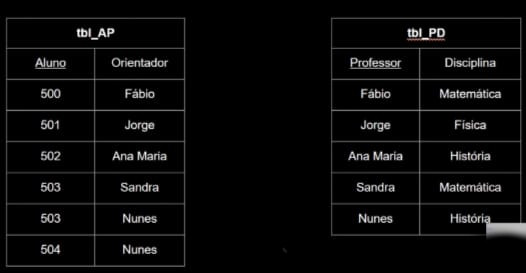 tbl_AP
Aluno Orientador
500 Fábio
501 Jorge
502 Ana Maria
503 Sandra
503 Nunes
504 Nunes
tbl_PD
Professor Disciplina
Fábio Matemática
Jorge Física
Ana Maria História
Sandra Matemática
Nunes História